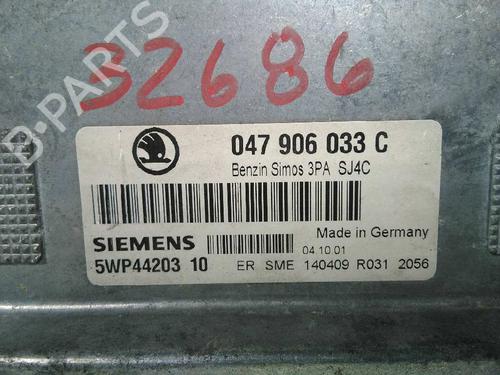 32686
B-PARTS
047 906 033 C
Benzin Simos 3PA SJ4C
Made in Germany
SIEMENS
04.10.01
5WP44203 10
ER SME 140409 R031 2056